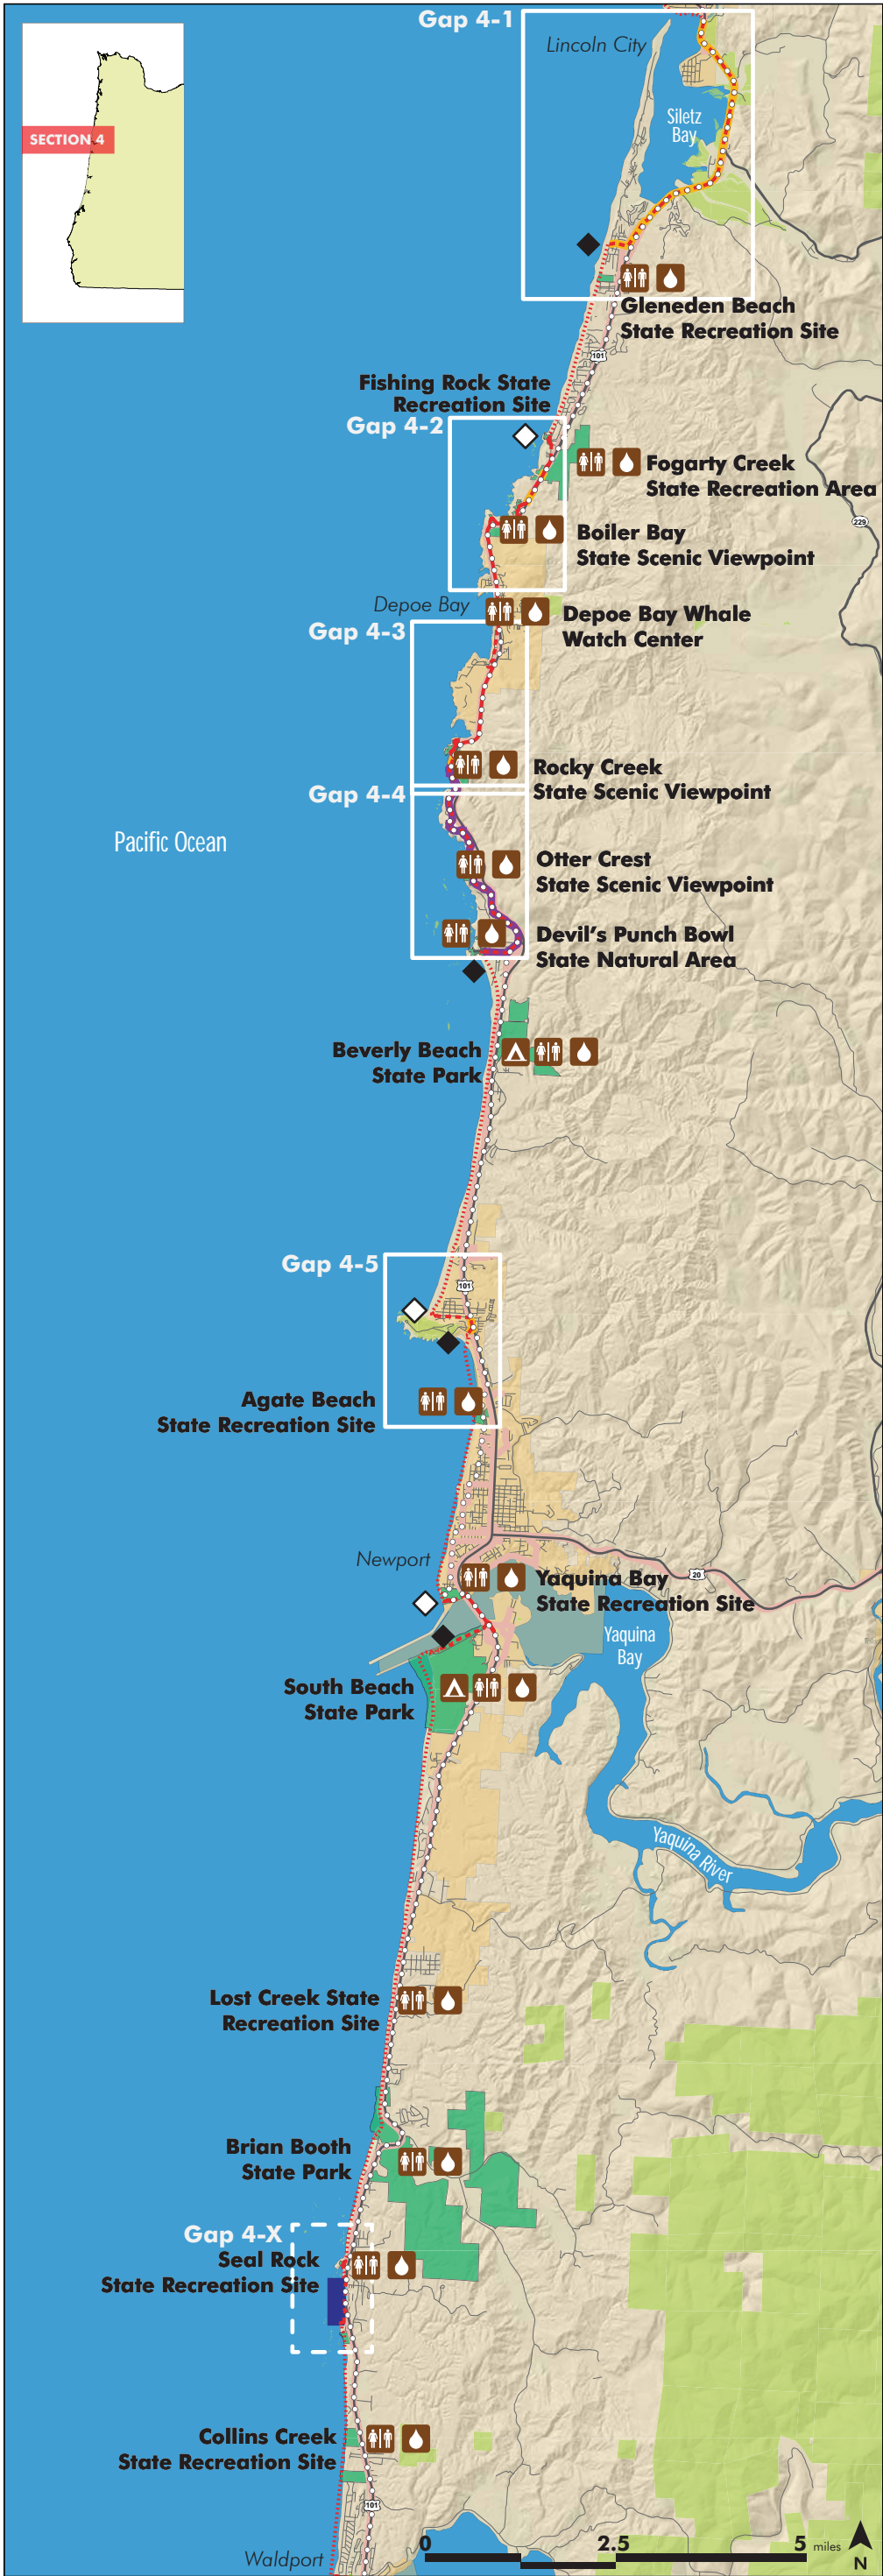 Gap 4-1
Lincoln City
SECTION 4
Siletz
Bay
Gleneden Beach
State Recreation Site
101
Fishing Rock State
Recreation Site
Gap 4-2
Fogarty Creek
State Recreation Area
229
Boiler Bay
State Scenic Viewpoint
Depoe Bay
Depoe Bay Whale
Watch Center
Gap 4-3
Rocky Creek
State Scenic Viewpoint
Gap 4-4
Pacific Ocean
Otter Crest
State Scenic Viewpoint
Devil's Punch Bowl
State Natural Area
Beverly Beach
State Park
Gap 4-5
101
Agate Beach
State Recreation Site
Newport
20
Yaquina Bay
State Recreation Site
Yaquina
Bay
South Beach
State Park
Yaquina River
Lost Creek State
Recreation Site
Brian Booth
State Park
Gap 4-X
Seal Rock
State Recreation Site
Collins Creek
State Recreation Site
101
0 2.5 5 miles
N
Waldport